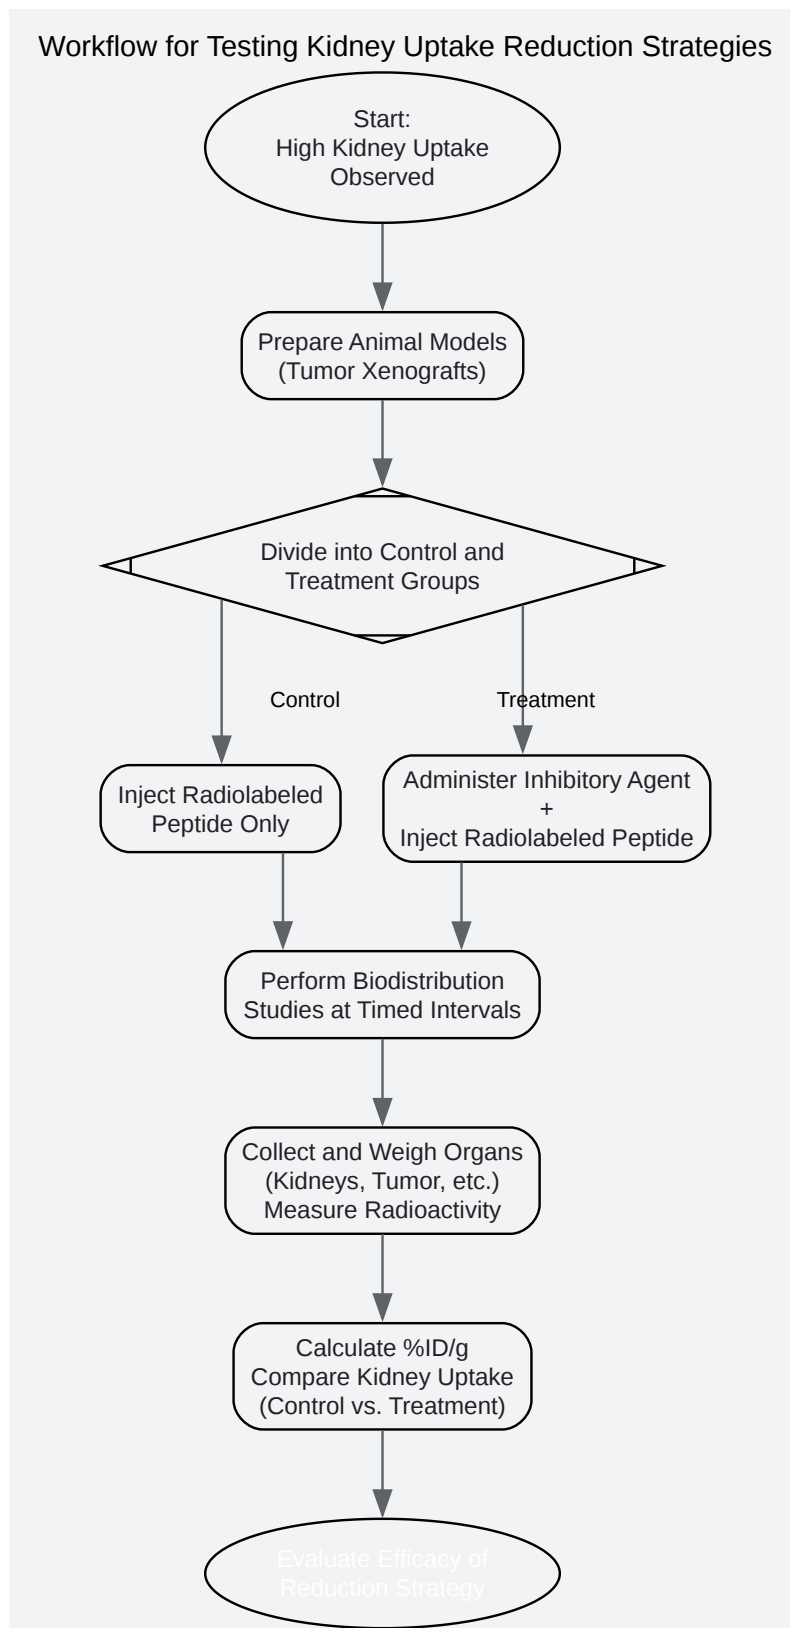 Workflow for Testing Kidney Uptake Reduction Strategies
Start:
High Kidney Uptake
Observed
Prepare Animal Models
(Tumor Xenografts)
Divide into Control and
Treatment Groups
Control
Treatment
Inject Radiolabeled
Peptide Only
Administer Inhibitory Agent
+
Inject Radiolabeled Peptide
Perform Biodistribution
Studies at Timed Intervals
Collect and Weigh Organs
(Kidneys, Tumor, etc.)
Measure Radioactivity
Calculate %ID/g
Compare Kidney Uptake
(Control vs. Treatment)
Evaluate Efficacy of
Reduction Strategy